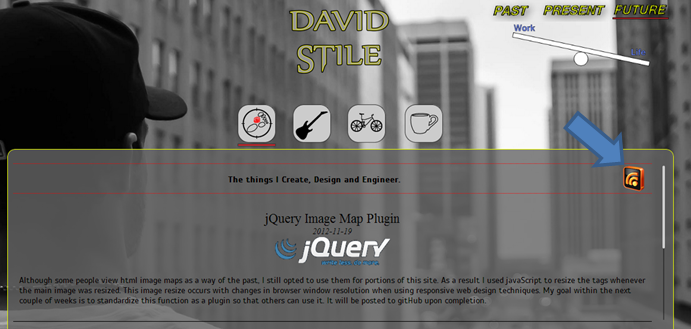 DAVID
STILE
PAST PRESENT FUTURE
Work
Life
The things I Create, Design and Engineer.
jQuery Image Map Plugin
2012-11-19
jQuery
Although some people view html image maps as a way of the past, I still opted to use them for portions of this site. As a result I used javaScript to resize the tags whenever
the main image was resized. This image resize occurs with changes in browser window resolution when using responsive web design techniques. My goal within the next
couple of weeks is to standardize this function as a plugin so that others can use it. It will be posted to gitHub upon completion.